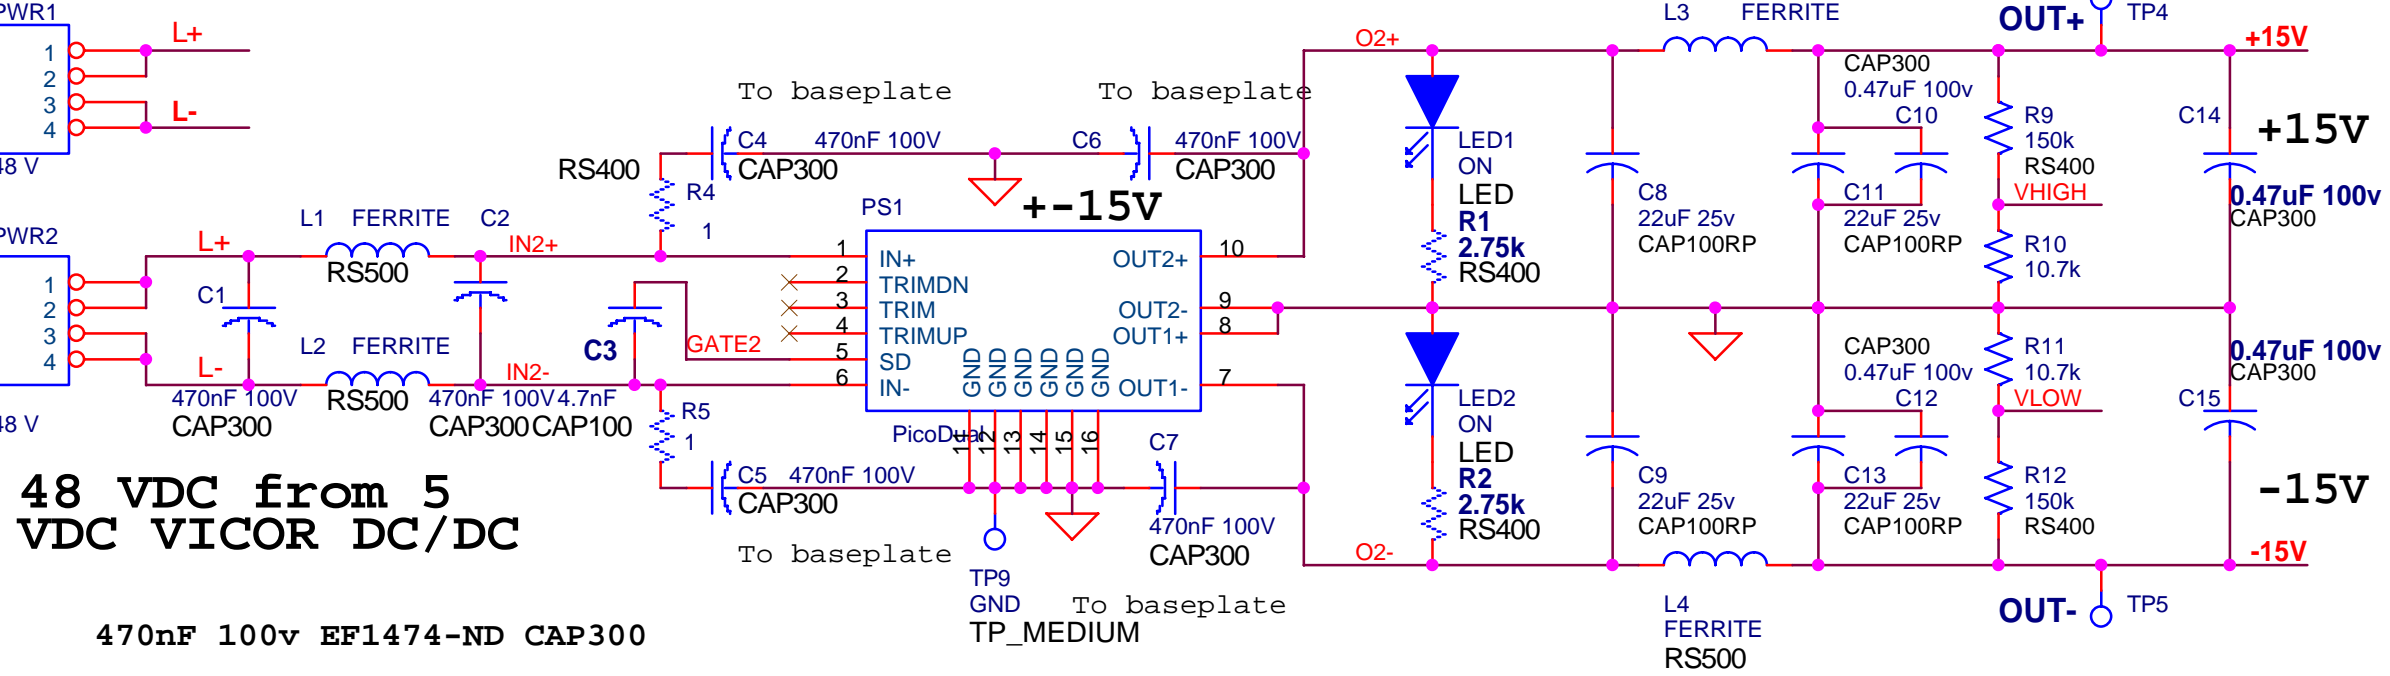 PWR1
L+
1
2
3
4
L-
48 V
L3 FERRITE
OUT+
TP4
+15V
O2+
To baseplate
To baseplate
CAP300
0.47uF 100v
C10
C4 470nF 100V
CAP300
C6 470nF 100V
CAP300
RS400
R4
1
LED1
ON
LED
R1
2.75k
RS400
C8
22uF 25v
CAP100RP
C11
22uF 25v
CAP100RP
R9
150k
RS400
VHIGH
R10
10.7k
C14
+15V
0.47uF 100v
CAP300
PWR2
L+
1
2
3
4
L-
48 V
L1 FERRITE
RS500
C2
IN2+
C1
470nF 100V
CAP300
L2 FERRITE
RS500
IN2-
470nF 100V
CAP300
C3
4.7nF
CAP100
GATE2
R5
1
PS1
+-15V
1 IN+
2 TRIMDN
3 TRIM
4 TRIMUP
5 SD
6 IN-
OUT2+ 10
OUT2- 9
OUT1+ 8
OUT1- 7
GND GND GND GND GND GND
PicoDual
11 12 13 14 15 16
C5 470nF 100V
CAP300
To baseplate
C7
470nF 100V
CAP300
To baseplate
TP9
GND
TP_MEDIUM
LED2
ON
LED
R2
2.75k
RS400
O2-
C9
22uF 25v
CAP100RP
CAP300
0.47uF 100v
C12
C13
22uF 25v
CAP100RP
R11
10.7k
VLOW
R12
150k
RS400
0.47uF 100v
CAP300
C15
-15V
-15V
L4
FERRITE
RS500
OUT-
TP5
48 VDC from 5
VDC VICOR DC/DC
470nF 100v EF1474-ND CAP300